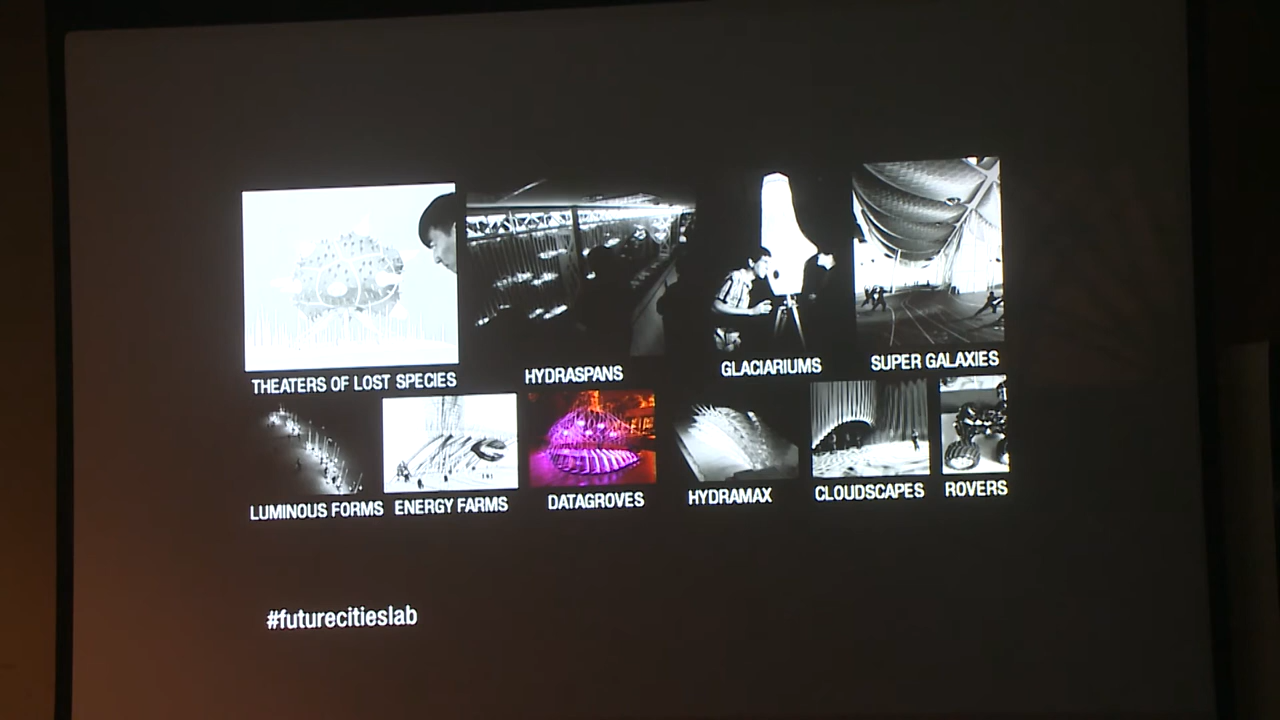 THEATERS OF LOST SPECIES
HYDRASPANS
GLACIARIUMS
SUPER GALAXIES
LUMINOUS FORMS
ENERGY FARMS
DATAGROVES
HYDRAMAX
CLOUDSCAPES
ROVERS
#futurecitieslab